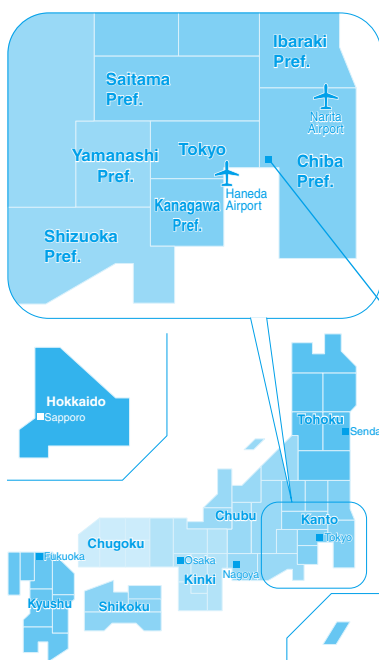 Ibaraki
Pref.
Saitama
Pref.
Narita
Airport
Tokyo
Yamanashi
Pref.
Chiba
Pref.
Haneda
Airport
Kanagawa
Pref.
Shizuoka
Pref.
Hokkaido
Sapporo
Tohoku
Senda
Chubu
Kanto
Tokyo
Chugoku
Fukuoka
Osaka
Nagoya
Kinki
Kyushu
Shikoku